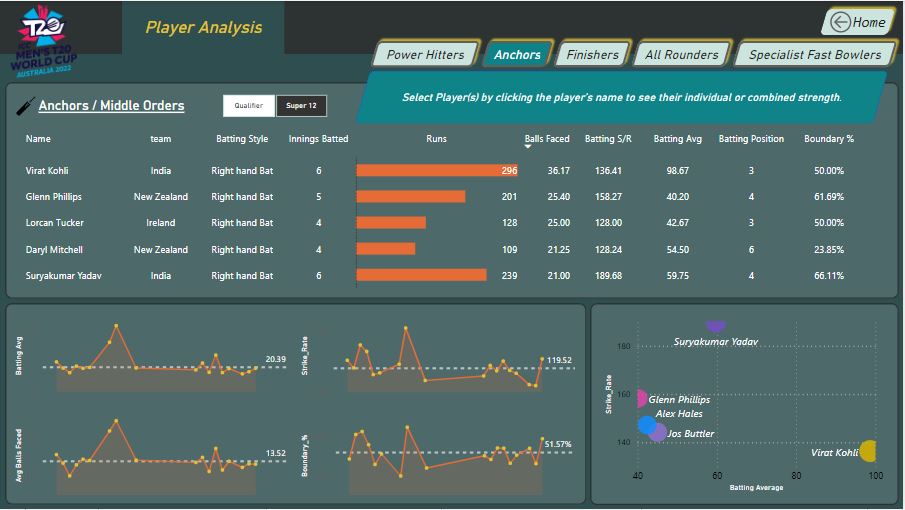 T20
ICC
MEN'S T20
WORLD CUP
AUSTRALIA 2022
Player Analysis
Home
Power Hitters
Anchors
Finishers
All Rounders
Specialist Fast Bowlers
Select Player(s) by clicking the player's name to see their individual or combined strength.
Anchors / Middle Orders
Qualifier
Super 12
Name team Batting Style Innings Batted Runs Balls Faced Batting S/R Batting Avg Batting Position Boundary %
Virat Kohli India Right hand Bat 6 296 36.17 136.41 98.67 3 50.00%
Glenn Phillips New Zealand Right hand Bat 5 201 25.40 158.27 40.20 4 61.69%
Lorcan Tucker Ireland Right hand Bat 4 128 25.00 128.00 42.67 3 50.00%
Daryl Mitchell New Zealand Right hand Bat 4 109 21.25 128.24 54.50 6 23.85%
Suryakumar Yadav India Right hand Bat 6 239 21.00 189.68 59.75 4 66.11%
Batting Avg
20.39
Strike_Rate
119.52
Avg Balls Faced
13.52
Boundary_%
51.57%
Strike_Rate
180
160
140
Suryakumar Yadav
Glenn Phillips
Alex Hales
Jos Buttler
Virat Kohli
40 60 80 100
Batting Average